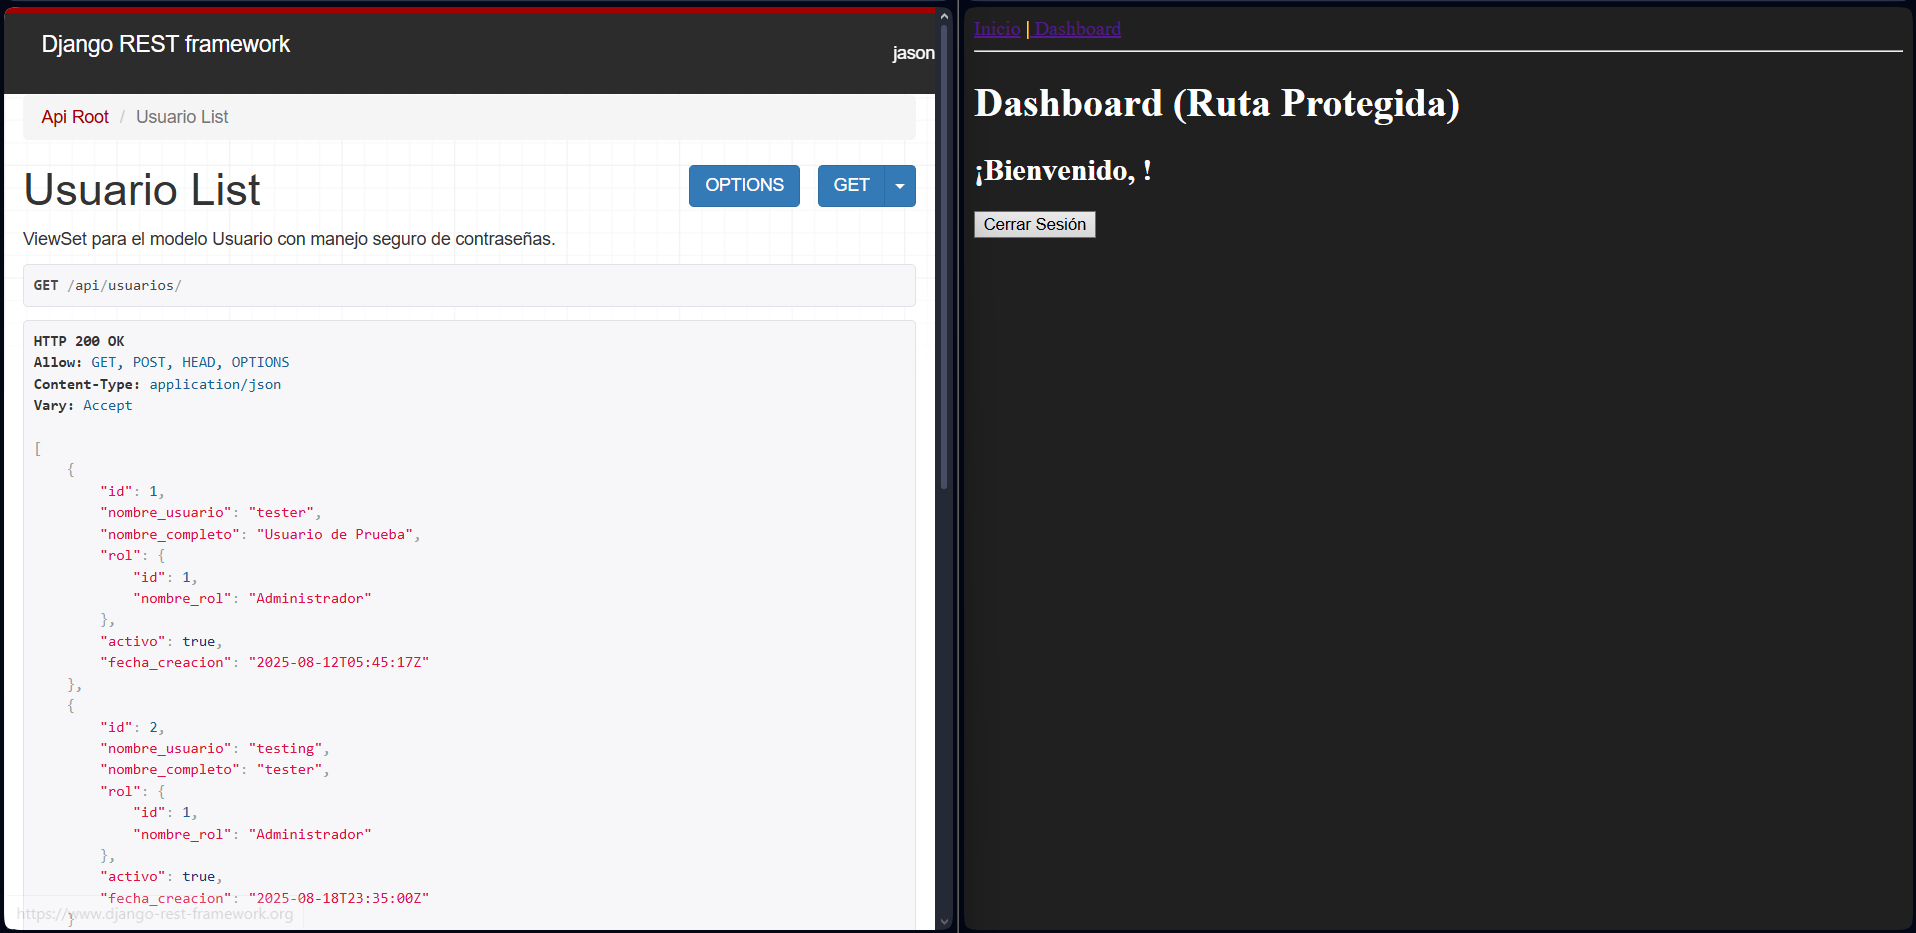 Django REST framework
jason
Api Root / Usuario List
Usuario List
OPTIONS
GET
ViewSet para el modelo Usuario con manejo seguro de contraseñas.
GET /api/usuarios/
HTTP 200 OK
Allow: GET, POST, HEAD, OPTIONS
Content-Type: application/json
Vary: Accept
[
    {
        "id": 1,
        "nombre_usuario": "tester",
        "nombre_completo": "Usuario de Prueba",
        "rol": {
            "id": 1,
            "nombre_rol": "Administrador"
        },
        "activo": true,
        "fecha_creacion": "2025-08-12T05:45:17Z"
    },
    {
        "id": 2,
        "nombre_usuario": "testing",
        "nombre_completo": "tester",
        "rol": {
            "id": 1,
            "nombre_rol": "Administrador"
        },
        "activo": true,
        "fecha_creacion": "2025-08-18T23:35:00Z"
    }
https://www.django-rest-framework.org
Inicio | Dashboard
Dashboard (Ruta Protegida)
¡Bienvenido, !
Cerrar Sesión